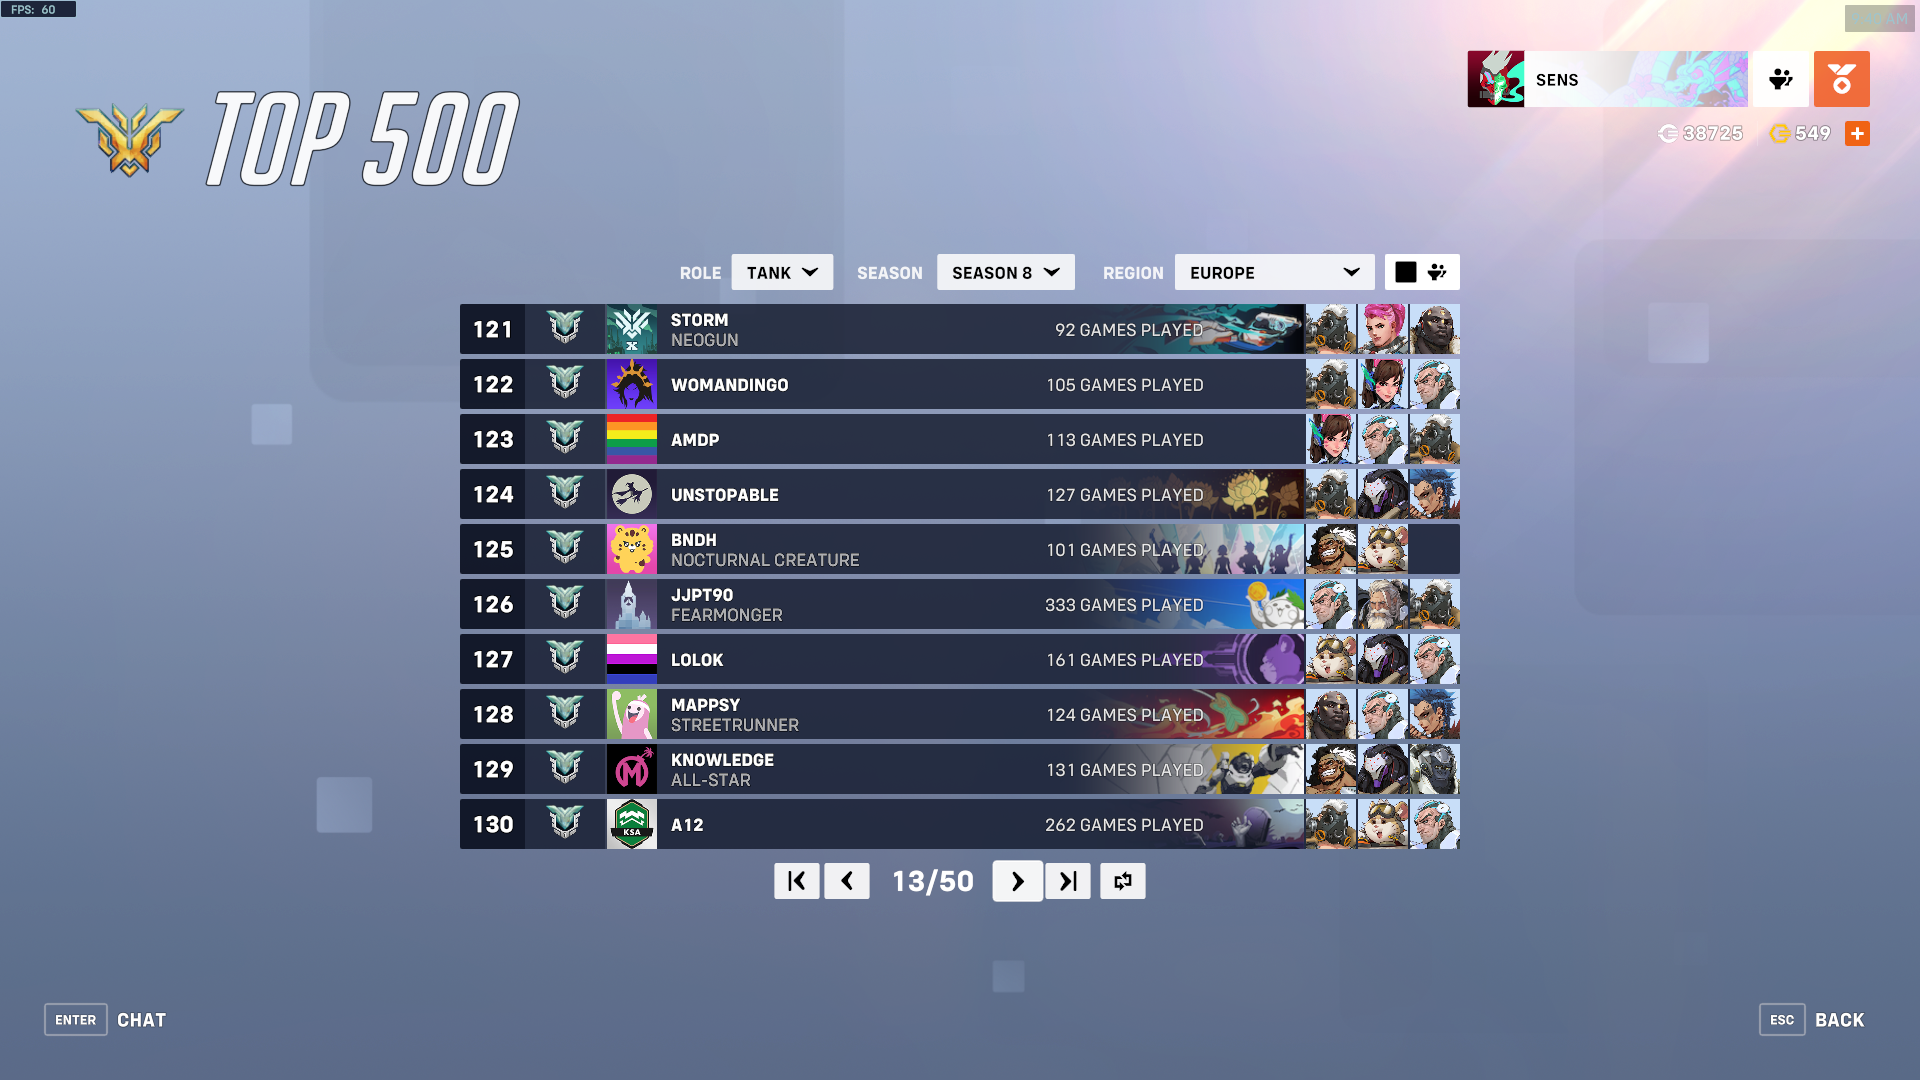 FPS: 60
TOP 500
SENS
38725
549
ROLE
TANK
SEASON
SEASON 8
REGION
EUROPE
121 STORM 92 GAMES PLAYED
NEOGUN
122 WOMANDINGO 105 GAMES PLAYED
123 AMDP 113 GAMES PLAYED
124 UNSTOPABLE 127 GAMES PLAYED
125 BNDH 101 GAMES PLAYED
NOCTURNAL CREATURE
126 JJPT90 333 GAMES PLAYED
FEARMONGER
127 LOLOK 161 GAMES PLAYED
128 MAPPSY 124 GAMES PLAYED
STREETRUNNER
129 KNOWLEDGE 131 GAMES PLAYED
ALL-STAR
130 KSA A12 262 GAMES PLAYED
13/50
ENTER CHAT
ESC BACK